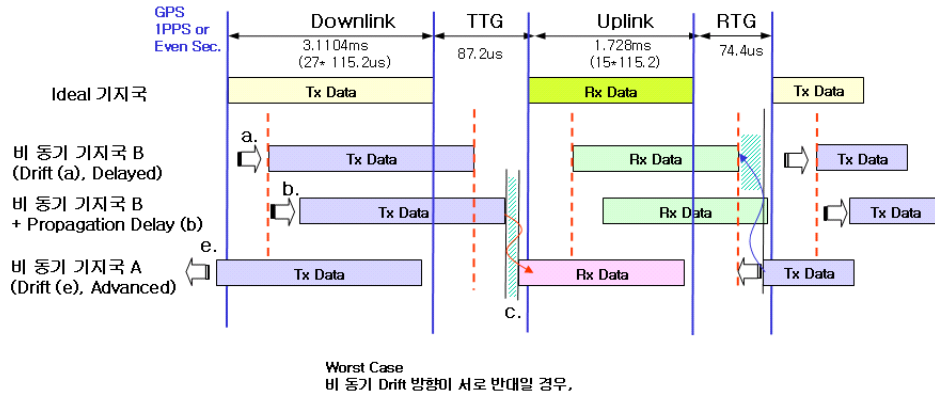 GPS
1PPS or
Even Sec.
Downlink
TTG
Uplink
RTG
3.1104ms
(27* 115.2us)
87.2us
1.728ms
(15*115.2)
74.4us
Ideal 기지국
Tx Data
Rx Data
Tx Data
a.
비 동기 기지국 B
(Drift (a), Delayed)
Tx Data
Rx Data
Tx Data
b.
비 동기 기지국 B
+ Propagation Delay (b)
Tx Data
Rx Data
Tx Data
e.
비 동기 기지국 A
(Drift (e), Advanced)
Tx Data
Rx Data
Tx Data
c.
Worst Case
비 동기 Drift 방향이 서로 반대일 경우,